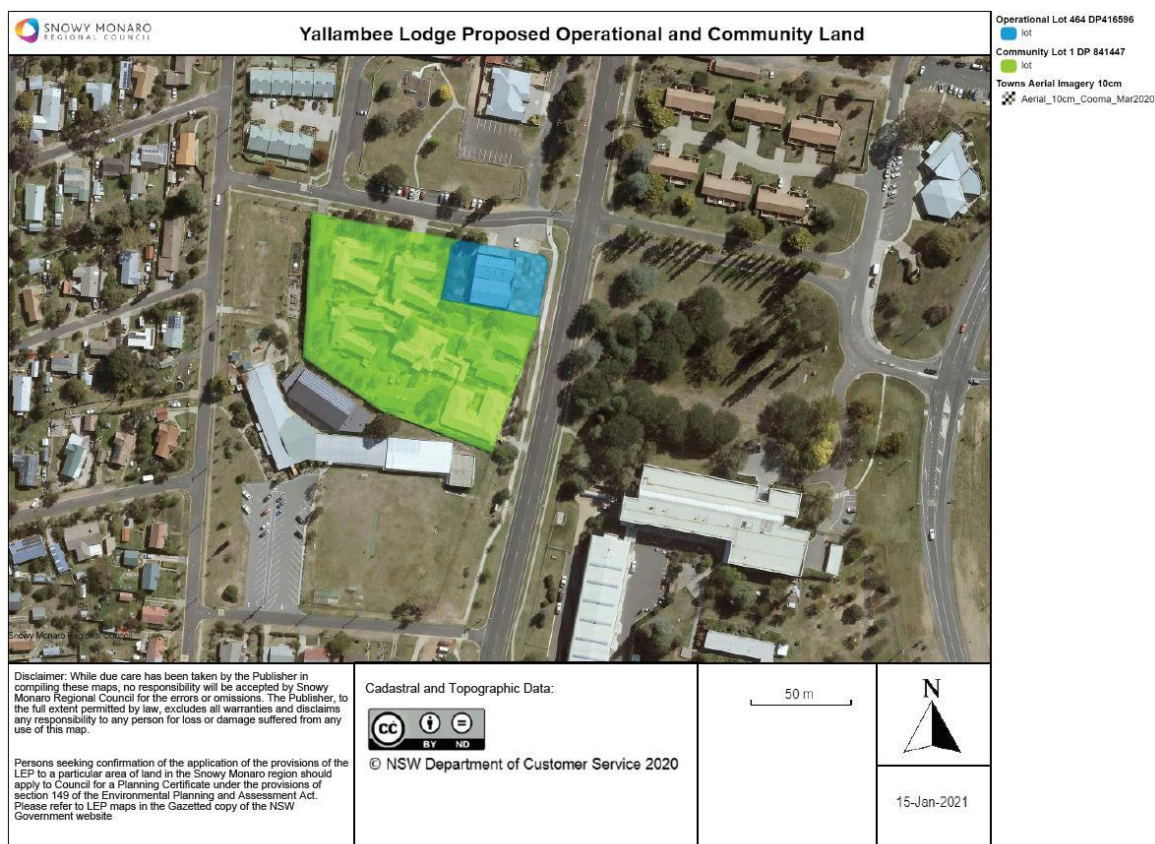 SNOWY MONARO
REGIONAL COUNCIL
Yallambee Lodge Proposed Operational and Community Land
Operational Lot 464 DP416596
lot
Community Lot 1 DP 841447
lot
Towns Aerial Imagery 10cm
Aerial_10cm_Cooma_Mar2020
Snowy Monaro Regional Council
Disclaimer: While due care has been taken by the Publisher in
compiling these maps, no responsibility will be accepted by Snowy
Monaro Regional Council for the errors or omissions. The Publisher, to
the full extent permitted by law, excludes all warranties and disclaims
any responsibility to any person for loss or damage suffered from any
use of this map.
Persons seeking confirmation of the application of the provisions of the
LEP to a particular area of land in the Snowy Monaro region should
apply to Council for a Planning Certificate under the provisions of
section 149 of the Environmental Planning and Assessment Act.
Please refer to LEP maps in the Gazetted copy of the NSW
Government website
Cadastral and Topographic Data:
cc
BY ND
© NSW Department of Customer Service 2020
50 m
N
15-Jan-2021